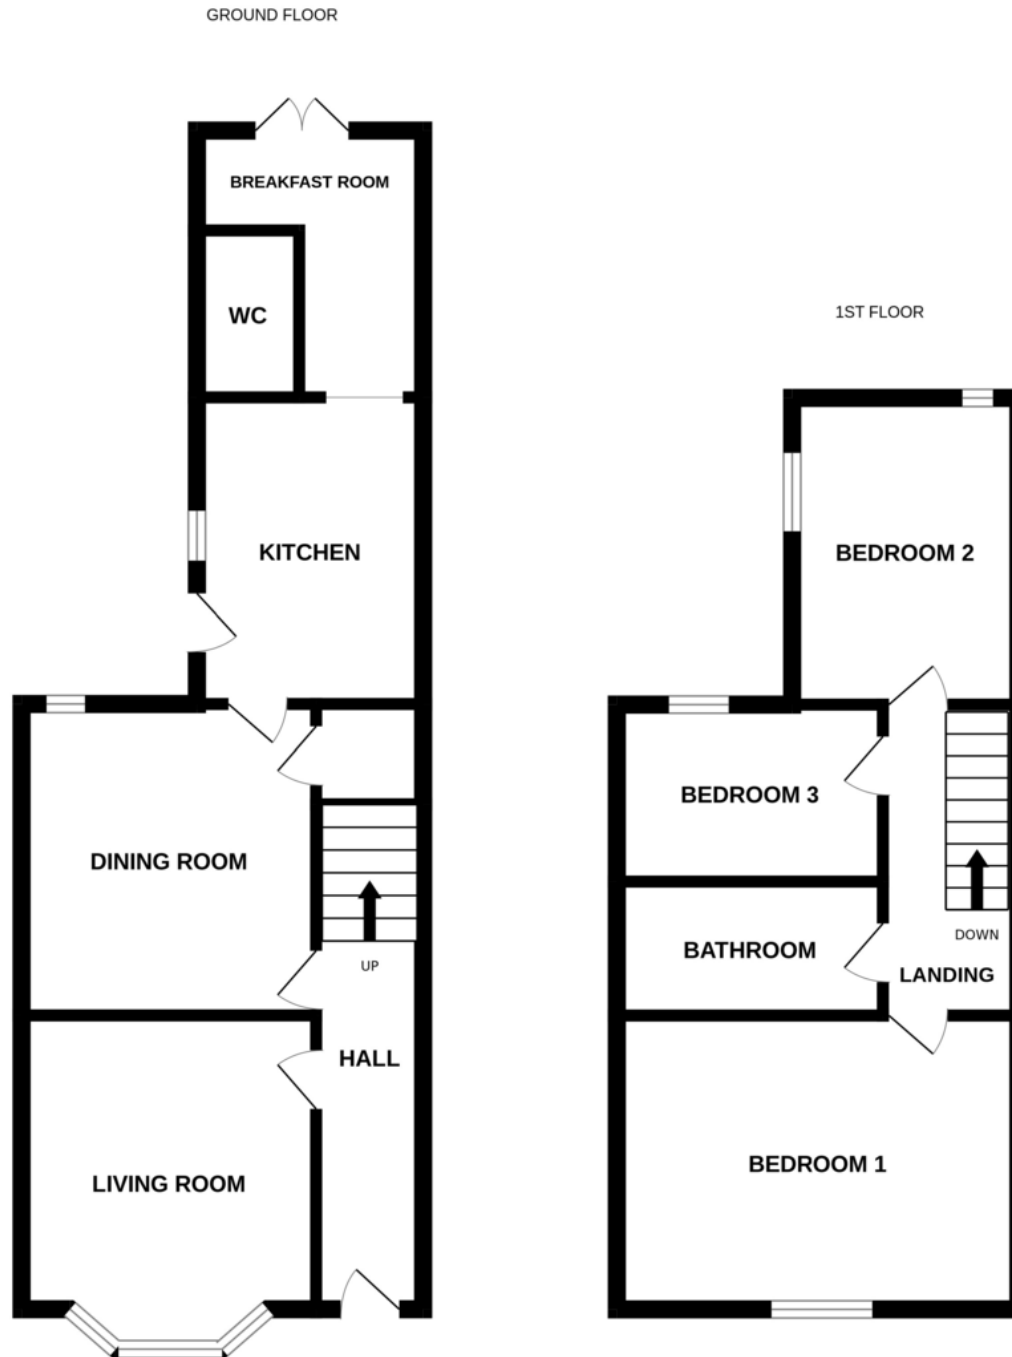 GROUND FLOOR
BREAKFAST ROOM
WC
KITCHEN
DINING ROOM
UP
HALL
LIVING ROOM
1ST FLOOR
BEDROOM 2
BEDROOM 3
BATHROOM
DOWN
LANDING
BEDROOM 1